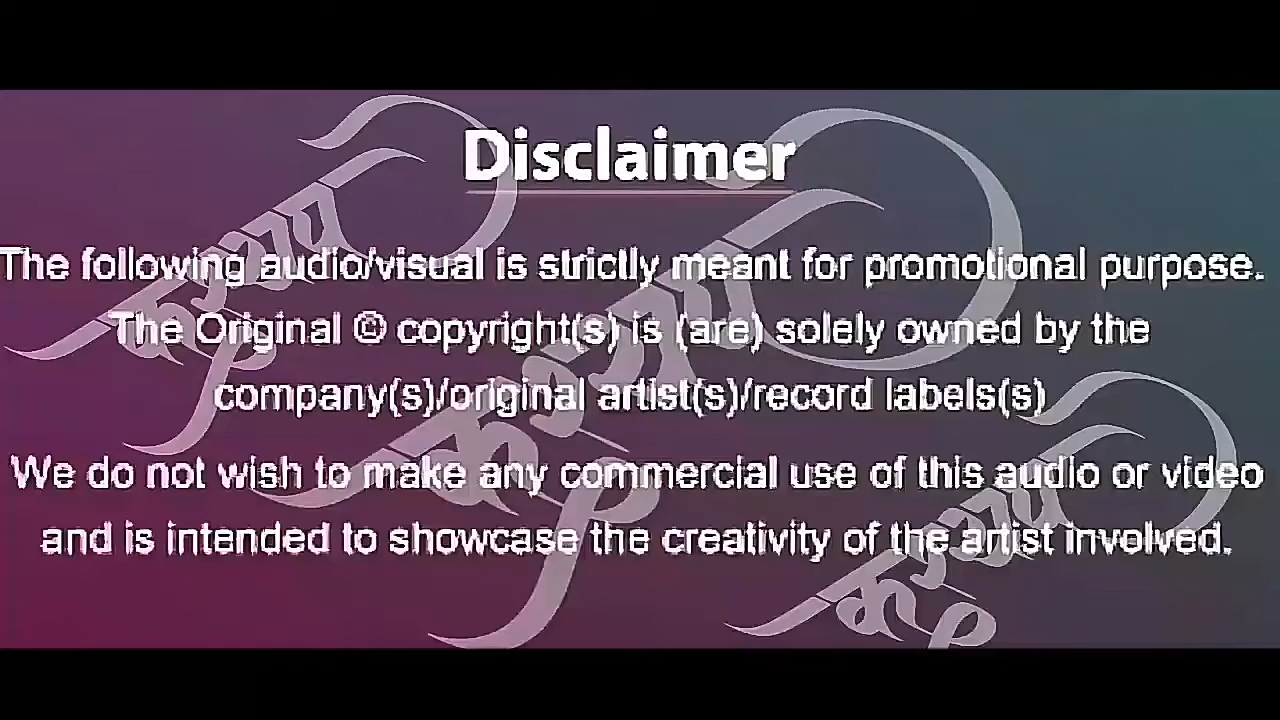 Disclaimer
The following audio/visual is strictly meant for promotional purpose.
The Original © copyright(s) is (are) solely owned by the
company(s)/original artist(s)/record labels(s)
We do not wish to make any commercial use of this audio or video
and is intended to showcase the creativity of the artist involved.